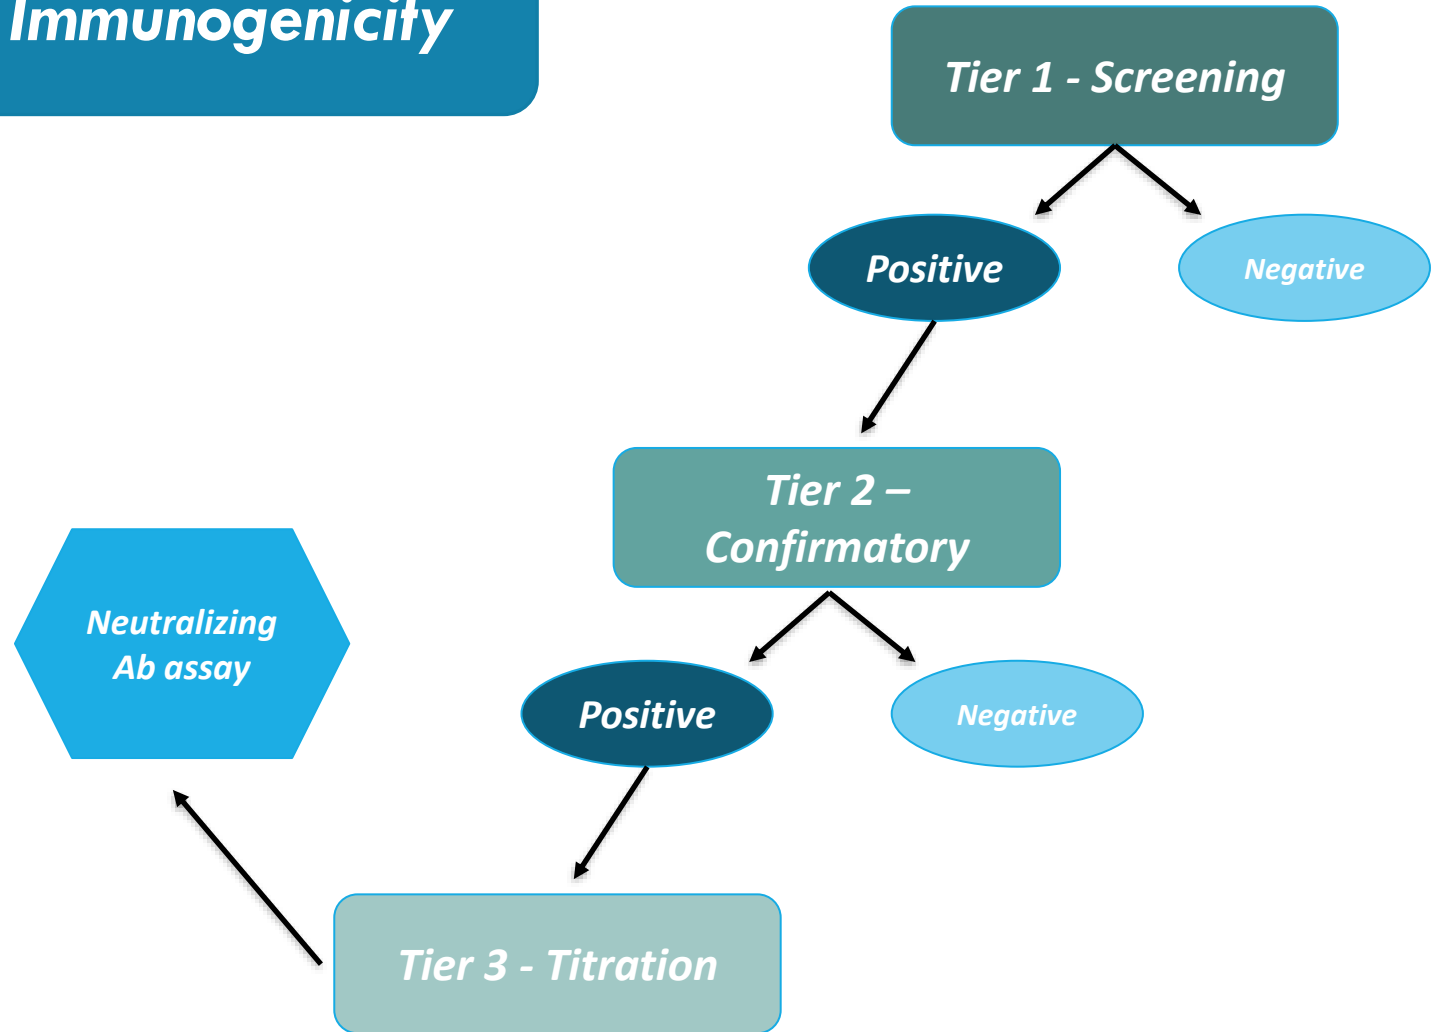 Immunogenicity
Tier 1 - Screening
Positive
Negative
Tier 2 –
Confirmatory
Neutralizing
Ab assay
Positive
Negative
Tier 3 - Titration